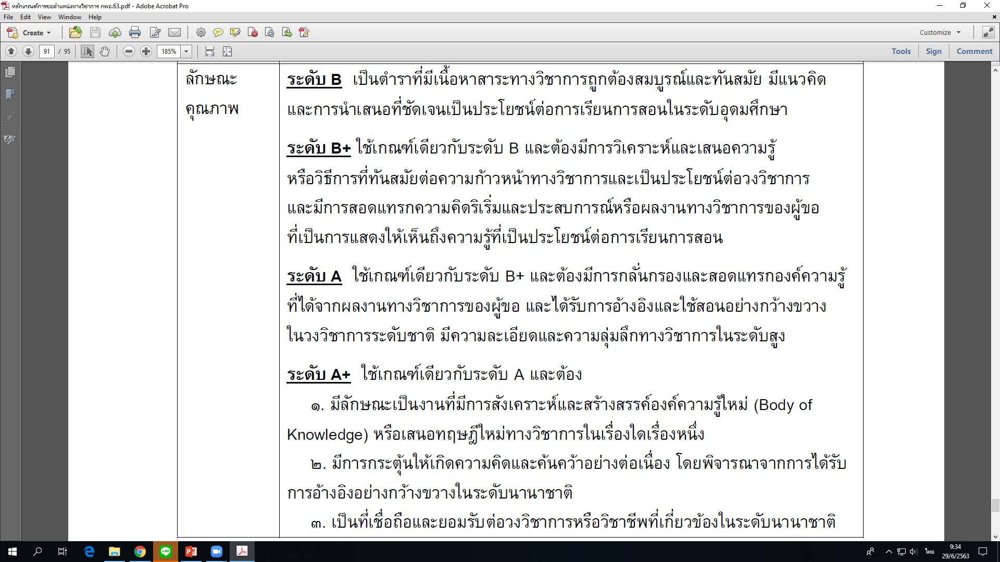 หลักเกณฑ์การขอตำแหน่งทางวิชาการ กพอ.63.pdf - Adobe Acrobat Pro
File Edit View Window Help
Create
Customize
91 / 95
185%
Tools Sign Comment
ลักษณะ
คุณภาพ
ระดับ B เป็นตำราที่มีเนื้อหาสาระทางวิชาการถูกต้องสมบูรณ์และทันสมัย มีแนวคิด
และการนำเสนอที่ชัดเจนเป็นประโยชน์ต่อการเรียนการสอนในระดับอุดมศึกษา
ระดับ B+ ใช้เกณฑ์เดียวกับระดับ B และต้องมีการวิเคราะห์และเสนอความรู้
หรือวิธีการที่ทันสมัยต่อความก้าวหน้าทางวิชาการและเป็นประโยชน์ต่อวงวิชาการ
และมีการสอดแทรกความคิดริเริ่มและประสบการณ์หรือผลงานทางวิชาการของผู้ขอ
ที่เป็นการแสดงให้เห็นถึงความรู้ที่เป็นประโยชน์ต่อการเรียนการสอน
ระดับ A ใช้เกณฑ์เดียวกับระดับ B+ และต้องมีการกลั่นกรองและสอดแทรกองค์ความรู้
ที่ได้จากผลงานทางวิชาการของผู้ขอ และได้รับการอ้างอิงและใช้สอนอย่างกว้างขวาง
ในวงวิชาการระดับชาติ มีความละเอียดและความลุ่มลึกทางวิชาการในระดับสูง
ระดับ A+ ใช้เกณฑ์เดียวกับระดับ A และต้อง
๑. มีลักษณะเป็นงานที่มีการสังเคราะห์และสร้างสรรค์องค์ความรู้ใหม่ (Body of
Knowledge) หรือเสนอทฤษฎีใหม่ทางวิชาการในเรื่องใดเรื่องหนึ่ง
๒. มีการกระตุ้นให้เกิดความคิดและค้นคว้าอย่างต่อเนื่อง โดยพิจารณาจากการได้รับ
การอ้างอิงอย่างกว้างขวางในระดับนานาชาติ
๓. เป็นที่เชื่อถือและยอมรับต่อวงวิชาการหรือวิชาชีพที่เกี่ยวข้องในระดับนานาชาติ
LINE
ไทย
9:34
29/6/2563